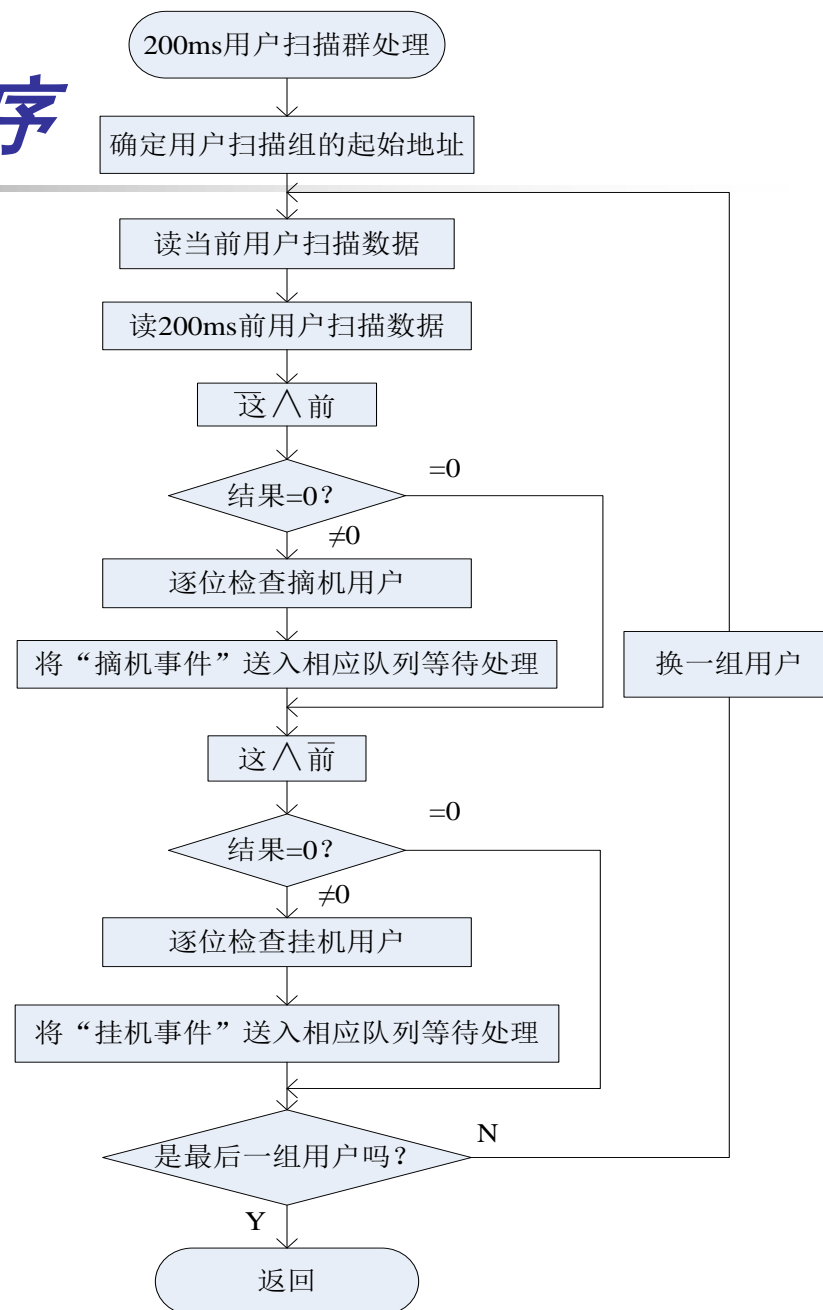 200ms用户扫描群处理
序
确定用户扫描组的起始地址
读当前用户扫描数据
读200ms前用户扫描数据
这̅∧前
=0
结果=0?
≠0
逐位检查摘机用户
将“摘机事件”送入相应队列等待处理
换一组用户
这∧前̅
=0
结果=0?
≠0
逐位检查挂机用户
将“挂机事件”送入相应队列等待处理
N
是最后一组用户吗?
Y
返回